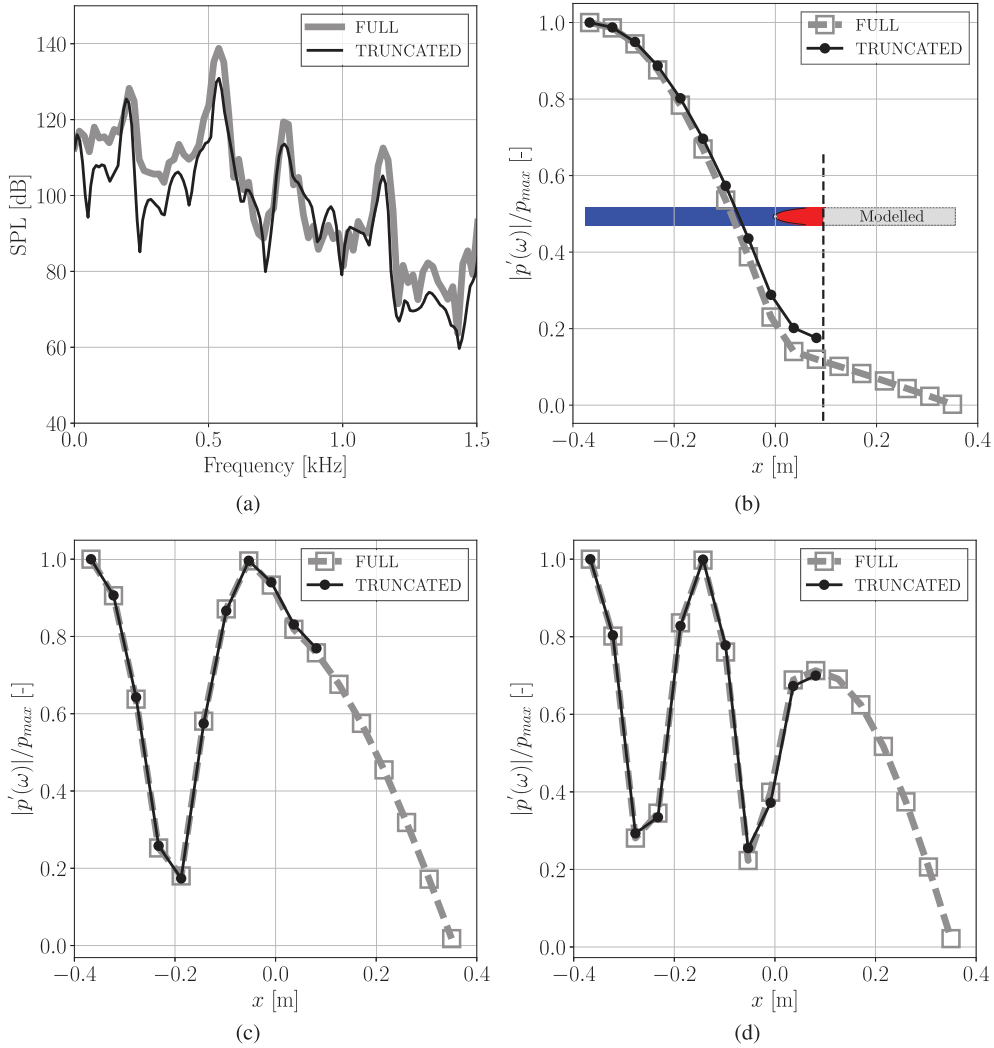 FULL
TRUNCATED
140
120
100
80
60
40
SPL [dB]
0.0
0.5
1.0
1.5
Frequency [kHz]
(a)
FULL
TRUNCATED
1.0
0.8
0.6
0.4
0.2
0.0
|p′(ω)|/p_max [-]
Modelled
−0.4
−0.2
0.0
0.2
0.4
x [m]
(b)
FULL
TRUNCATED
1.0
0.8
0.6
0.4
0.2
0.0
|p′(ω)|/p_max [-]
−0.4
−0.2
0.0
0.2
0.4
x [m]
(c)
FULL
TRUNCATED
1.0
0.8
0.6
0.4
0.2
0.0
|p′(ω)|/p_max [-]
−0.4
−0.2
0.0
0.2
0.4
x [m]
(d)